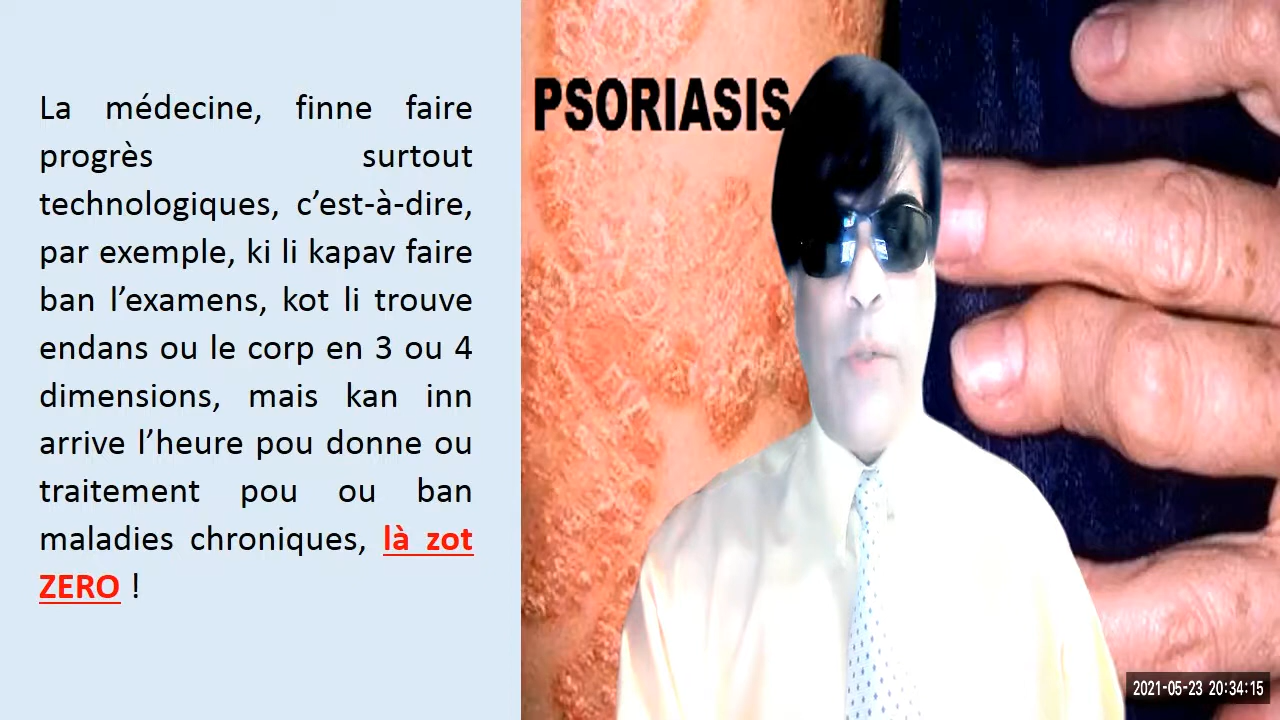 La médecine, finne faire
progrès surtout
technologiques, c’est-à-dire,
par exemple, ki li kapav faire
ban l’examens, kot li trouve
endans ou le corp en 3 ou 4
dimensions, mais kan inn
arrive l’heure pou donne ou
traitement pou ou ban
maladies chroniques, là zot
ZERO !
PSORIASIS
2021-05-23 20:34:15